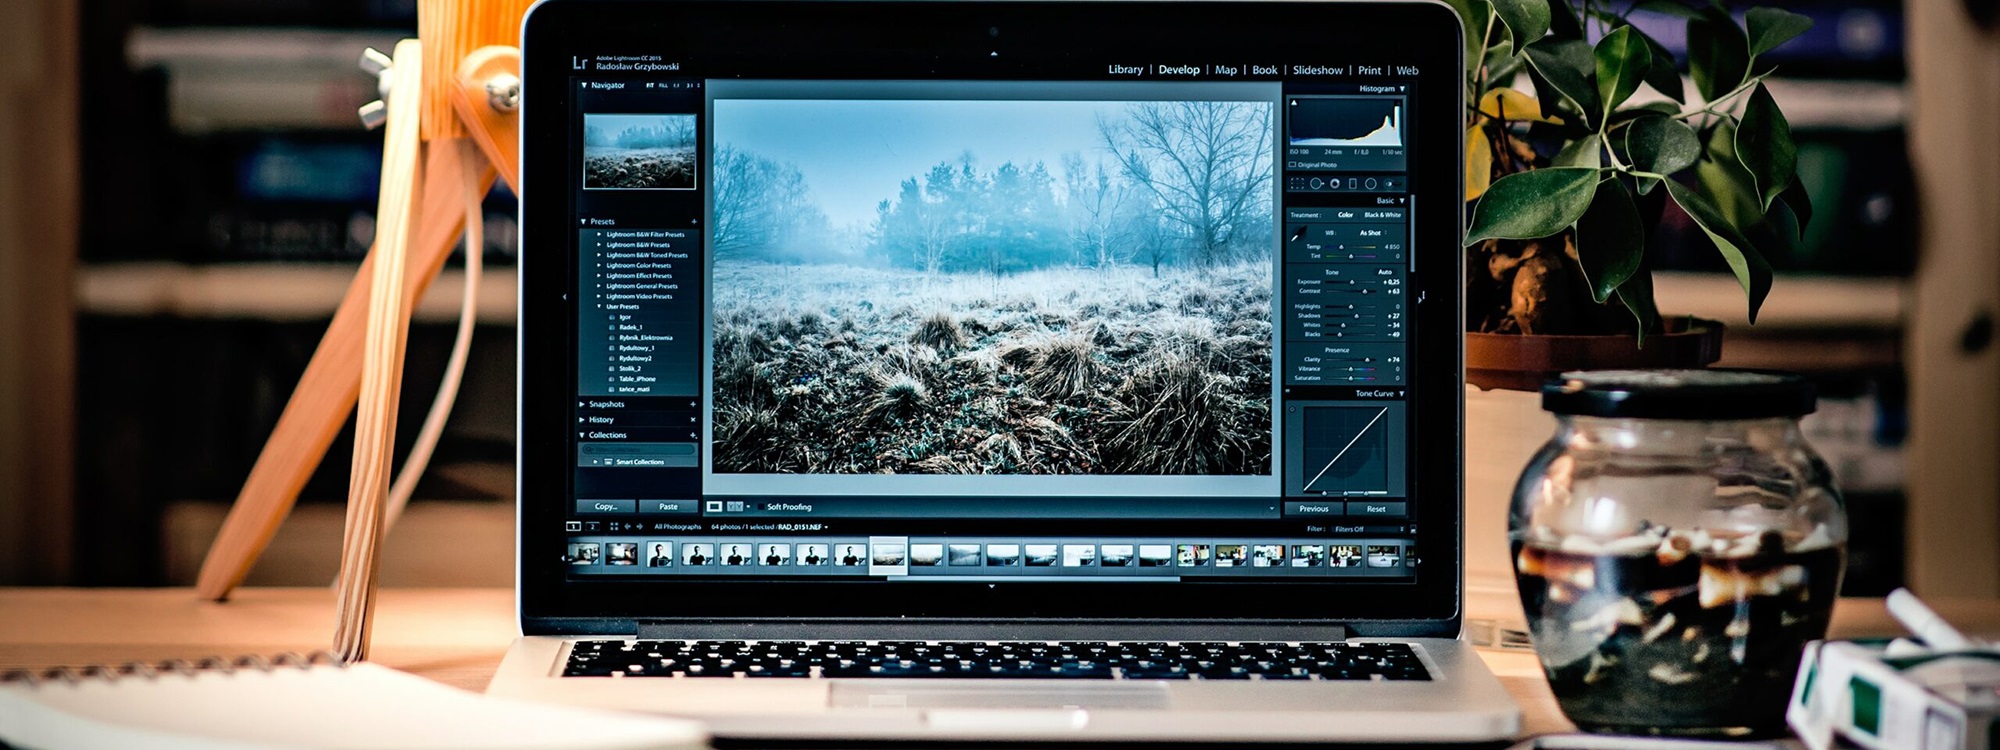 Lr
Adobe Lightroom CC 2015
Radosław Grzybowski
Library | Develop | Map | Book | Slideshow | Print | Web
Navigator FIT FILL 1:1 3:1
Presets
Lightroom B&W Filter Presets
Lightroom B&W Presets
Lightroom B&W Toned Presets
Lightroom Color Presets
Lightroom Effect Presets
Lightroom General Presets
Lightroom Video Presets
User Presets
Igor
Radek_1
Rybnik_Elektrownia
Rydultowy_1
Rydultowy2
Stolik_2
Table_iPhone
tańce_mati
Snapshots
History
Collections
Smart Collections
Copy... Paste
Soft Proofing
Histogram
ISO 100 24 mm f / 8,0 1/10 sec
Original Photo
Basic
Treatment : Color Black & White
WB : As Shot
Temp 4 850
Tint 0
Tone Auto
Exposure + 0,25
Contrast + 63
Highlights 0
Shadows + 27
Whites - 34
Blacks - 49
Presence
Clarity + 74
Vibrance 0
Saturation 0
Tone Curve
Previous Reset
1 2 All Photographs 64 photos / 1 selected / RAD_0151.NEF
Filter : Filters Off